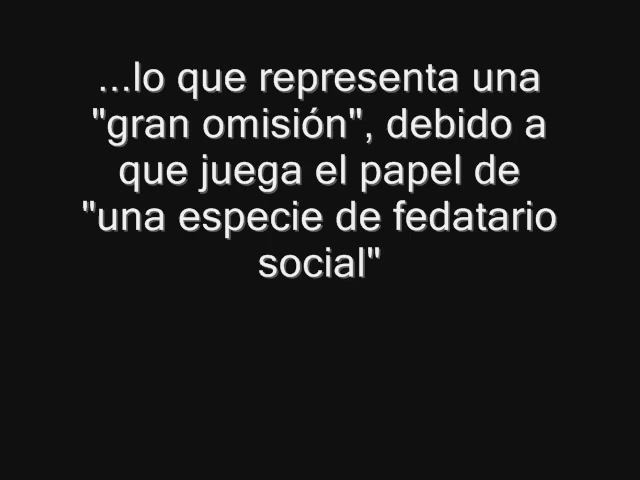 ...lo que representa una
"gran omisión", debido a
que juega el papel de
"una especie de fedatario
social"